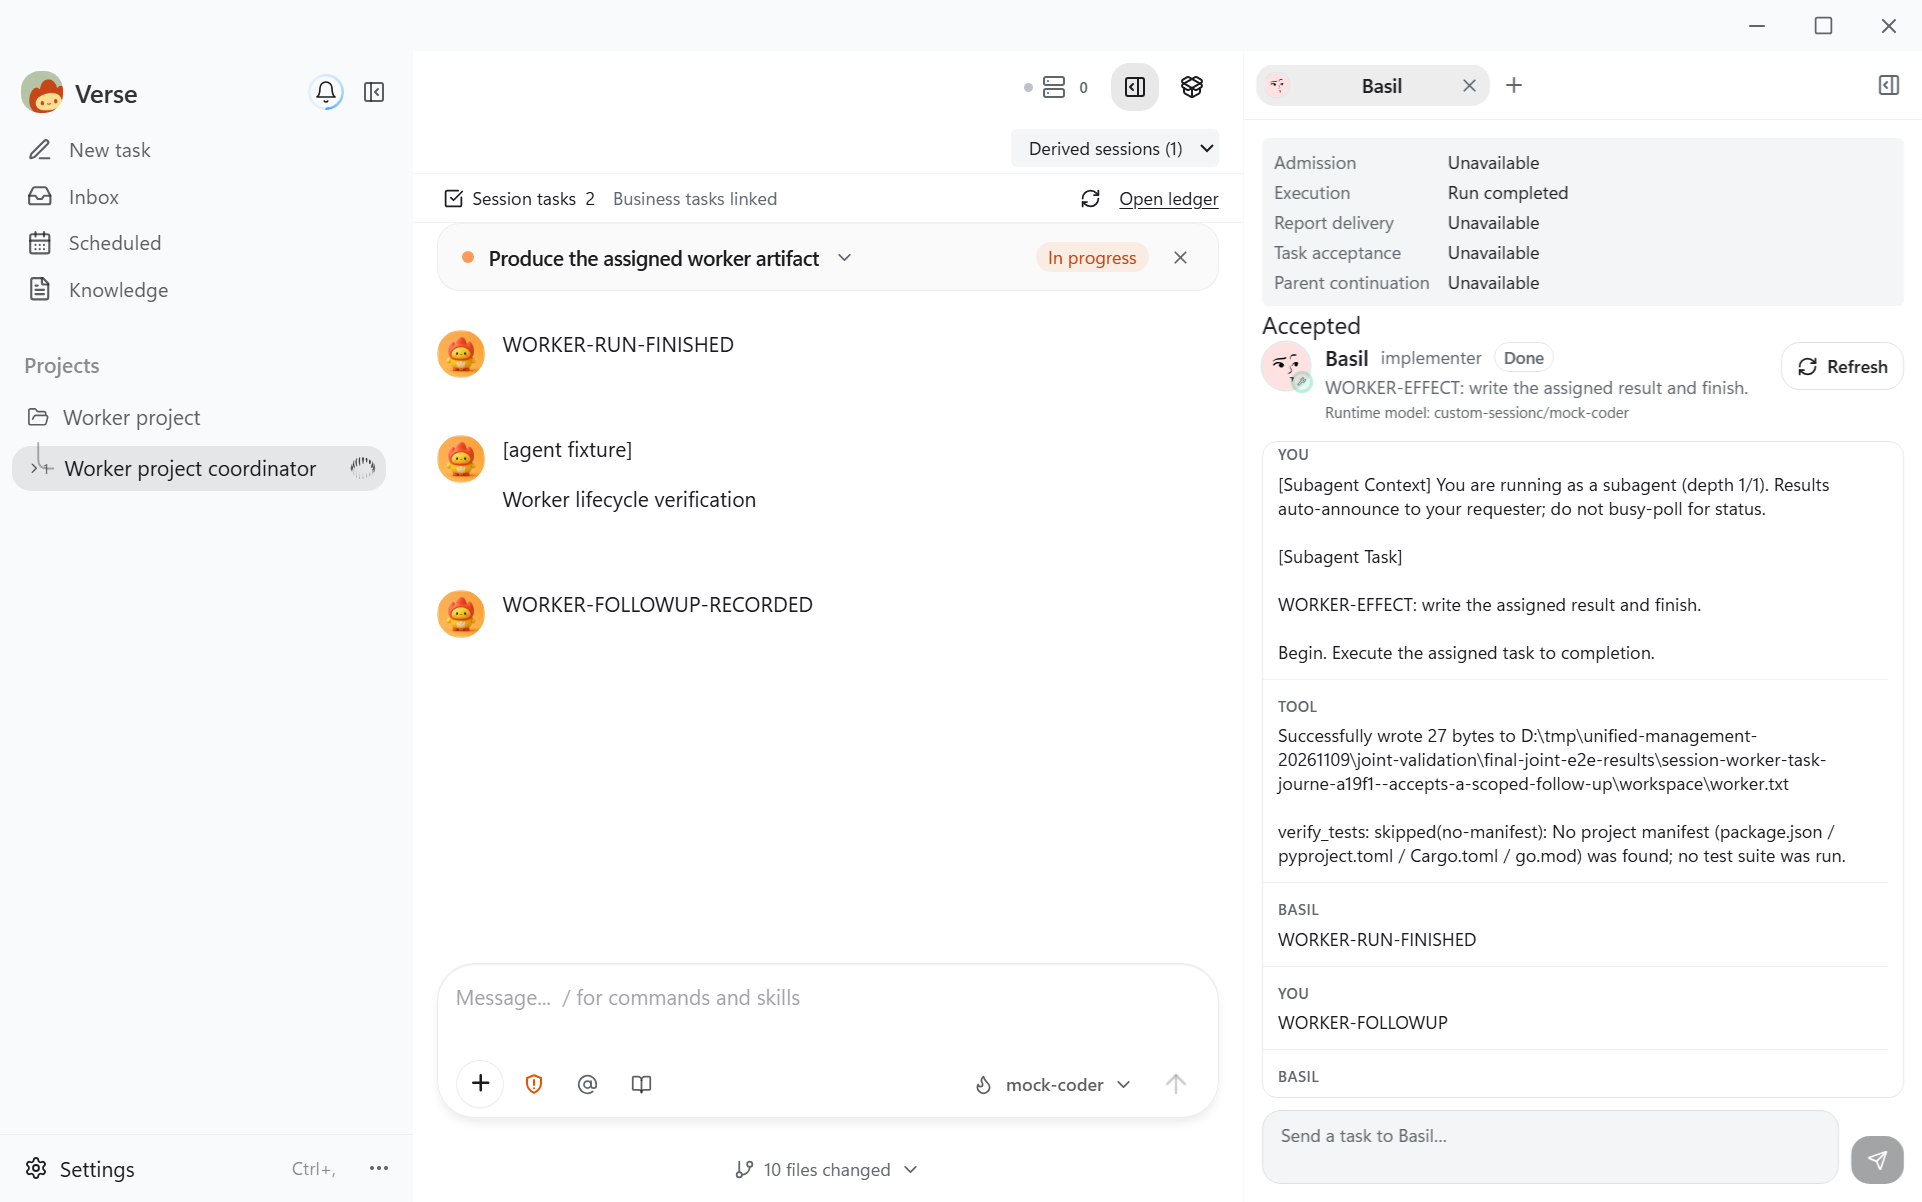 Verse
New task
Inbox
Scheduled
Knowledge
Projects
Worker project
Worker project coordinator
Settings
Ctrl+,
0
Derived sessions (1)
Session tasks 2 Business tasks linked
Open ledger
Produce the assigned worker artifact
In progress
WORKER-RUN-FINISHED
[agent fixture]
Worker lifecycle verification
WORKER-FOLLOWUP-RECORDED
Message... / for commands and skills
mock-coder
10 files changed
Basil
Admission Unavailable
Execution Run completed
Report delivery Unavailable
Task acceptance Unavailable
Parent continuation Unavailable
Accepted
Basil implementer Done
WORKER-EFFECT: write the assigned result and finish.
Runtime model: custom-sessionc/mock-coder
Refresh
YOU
[Subagent Context] You are running as a subagent (depth 1/1). Results
auto-announce to your requester; do not busy-poll for status.
[Subagent Task]
WORKER-EFFECT: write the assigned result and finish.
Begin. Execute the assigned task to completion.
TOOL
Successfully wrote 27 bytes to D:\tmp\unified-management-
20261109\joint-validation\final-joint-e2e-results\session-worker-task-
journe-a19f1--accepts-a-scoped-follow-up\workspace\worker.txt
verify_tests: skipped(no-manifest): No project manifest (package.json /
pyproject.toml / Cargo.toml / go.mod) was found; no test suite was run.
BASIL
WORKER-RUN-FINISHED
YOU
WORKER-FOLLOWUP
BASIL
Send a task to Basil...